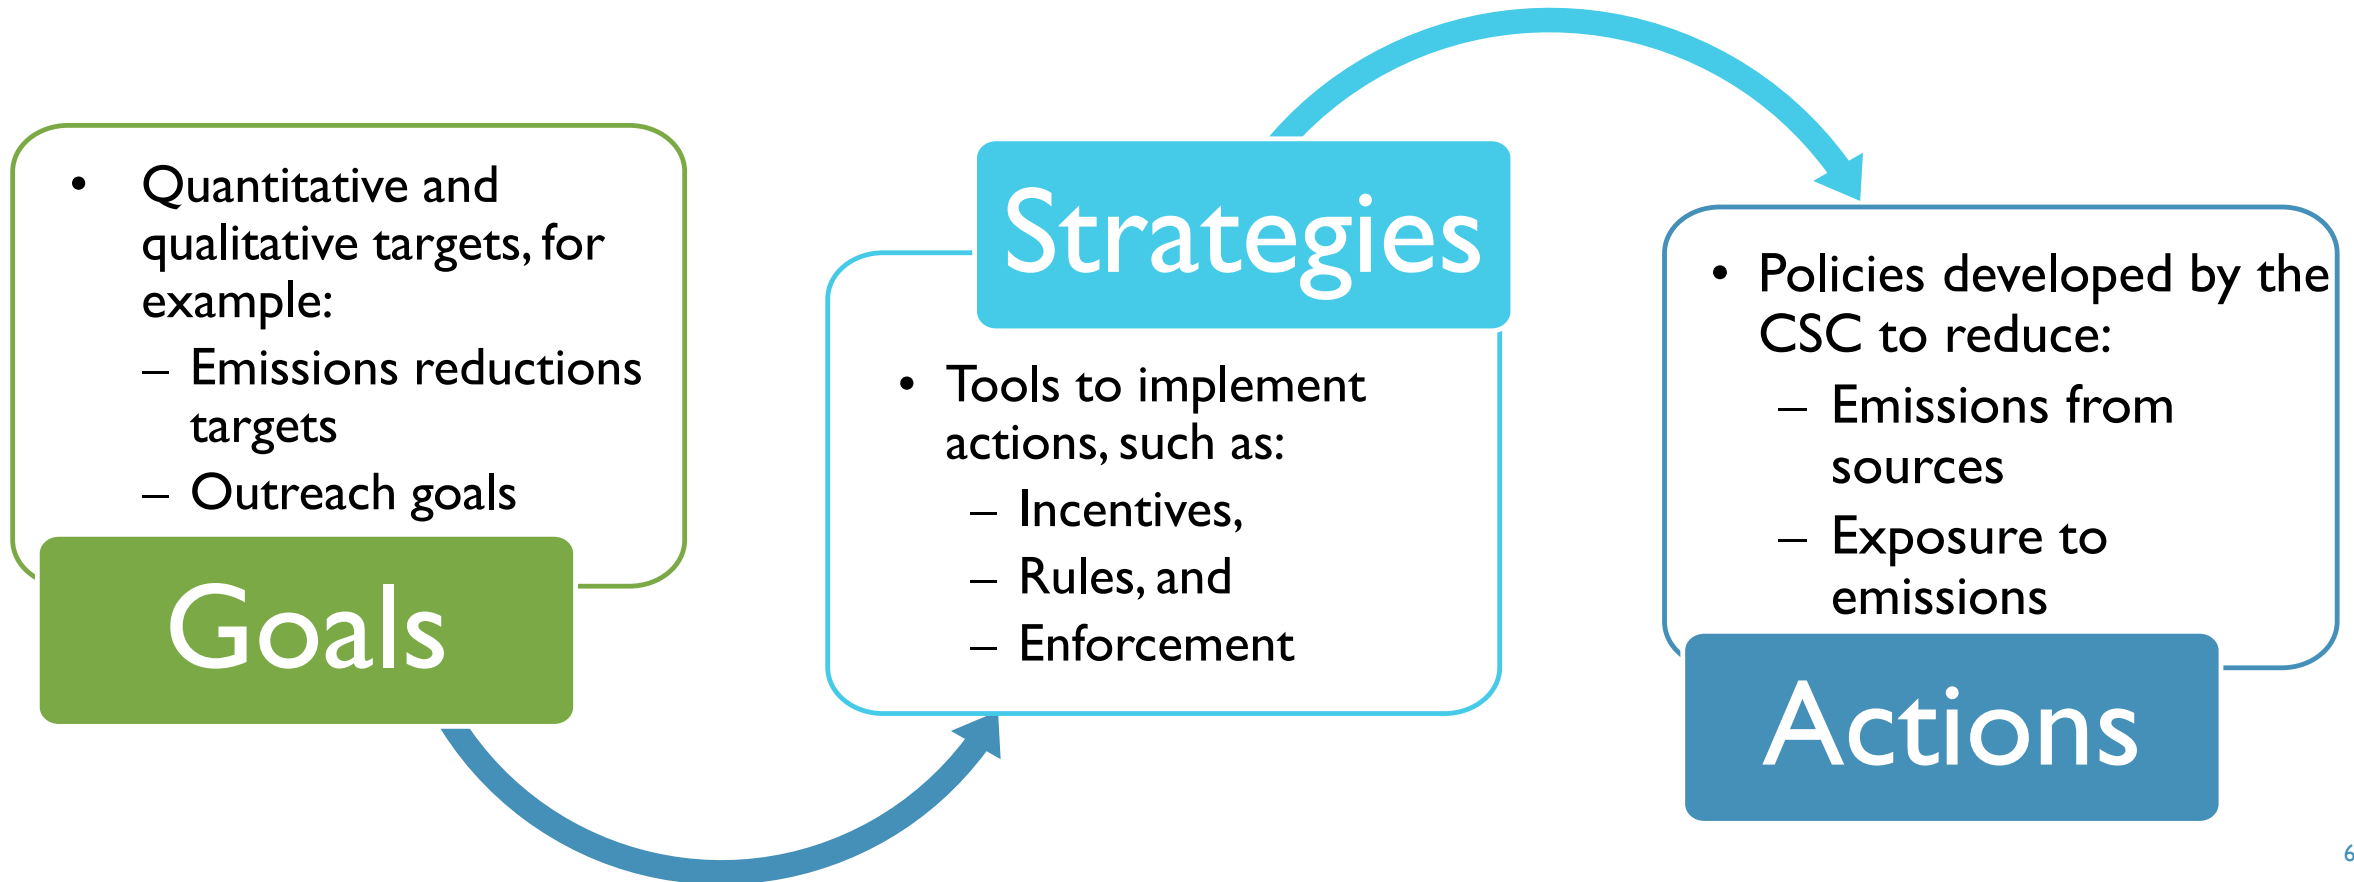 • Quantitative and
qualitative targets, for
example:
– Emissions reductions
targets
– Outreach goals
Goals
Strategies
• Tools to implement
actions, such as:
– Incentives,
– Rules, and
– Enforcement
• Policies developed by the
CSC to reduce:
– Emissions from
sources
– Exposure to
emissions
Actions
6